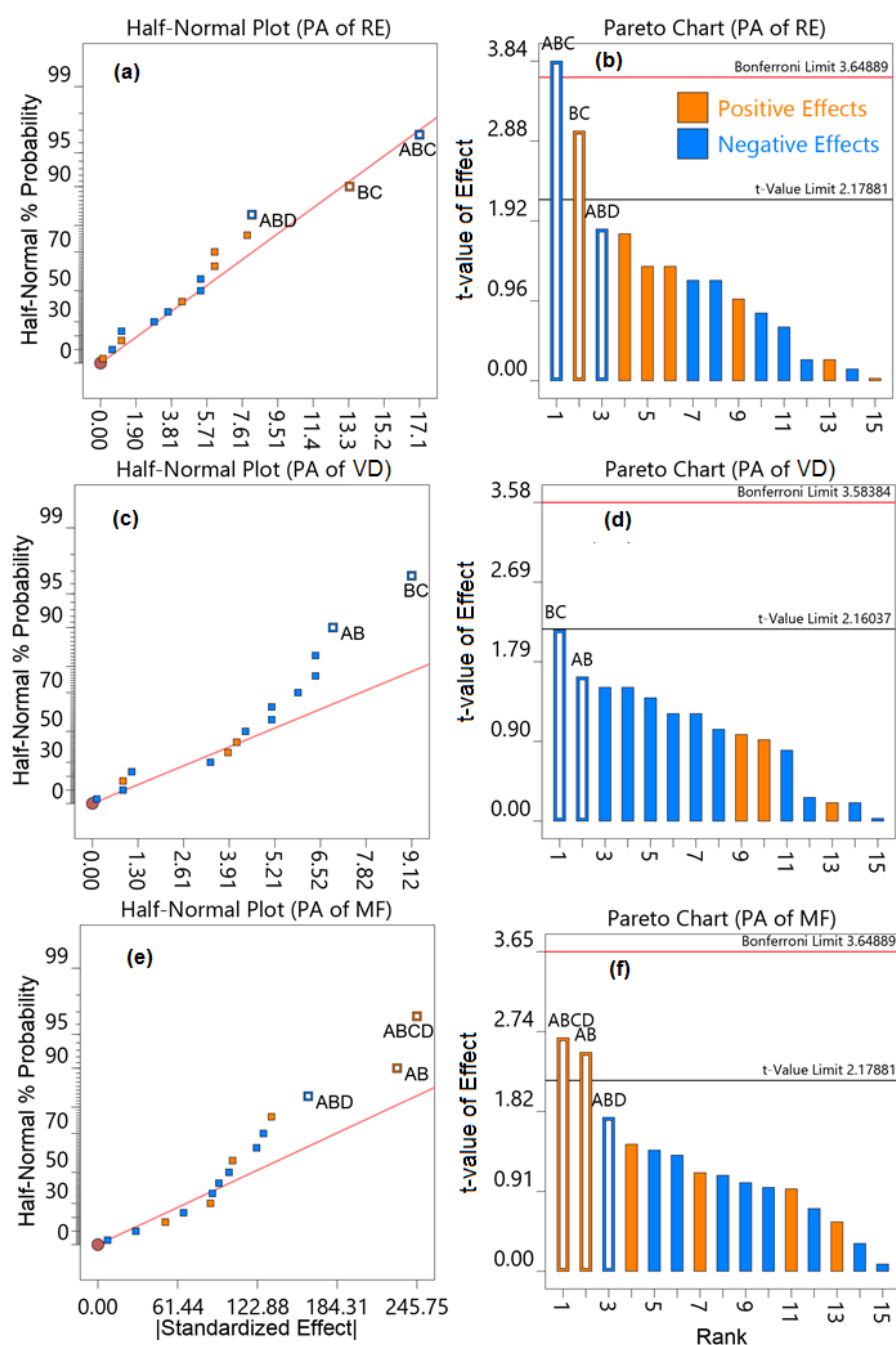 Half-Normal Plot (PA of RE)
(a)
Half-Normal % Probability
99
95
90
70
50
30
0
ABC
BC
ABD
0.00
1.90
3.81
5.71
7.61
9.51
11.4
13.3
15.2
17.1
Pareto Chart (PA of RE)
(b)
t-value of Effect
3.84
2.88
1.92
0.96
0.00
ABC
BC
ABD
Bonferroni Limit 3.64889
Positive Effects
Negative Effects
t-Value Limit 2.17881
1
3
5
7
9
11
13
15
Half-Normal Plot (PA of VD)
(c)
Half-Normal % Probability
99
95
90
70
50
30
0
BC
AB
0.00
1.30
2.61
3.91
5.21
6.52
7.82
9.12
Pareto Chart (PA of VD)
(d)
t-value of Effect
3.58
2.69
1.79
0.90
0.00
Bonferroni Limit 3.58384
t-Value Limit 2.16037
BC
AB
1
3
5
7
9
11
13
15
Half-Normal Plot (PA of MF)
(e)
Half-Normal % Probability
99
95
90
70
50
30
0
ABCD
AB
ABD
0.00
61.44
122.88
184.31
245.75
|Standardized Effect|
Pareto Chart (PA of MF)
(f)
t-value of Effect
3.65
2.74
1.82
0.91
0.00
Bonferroni Limit 3.64889
t-Value Limit 2.17881
ABCD
AB
ABD
1
3
5
7
9
11
13
15
Rank